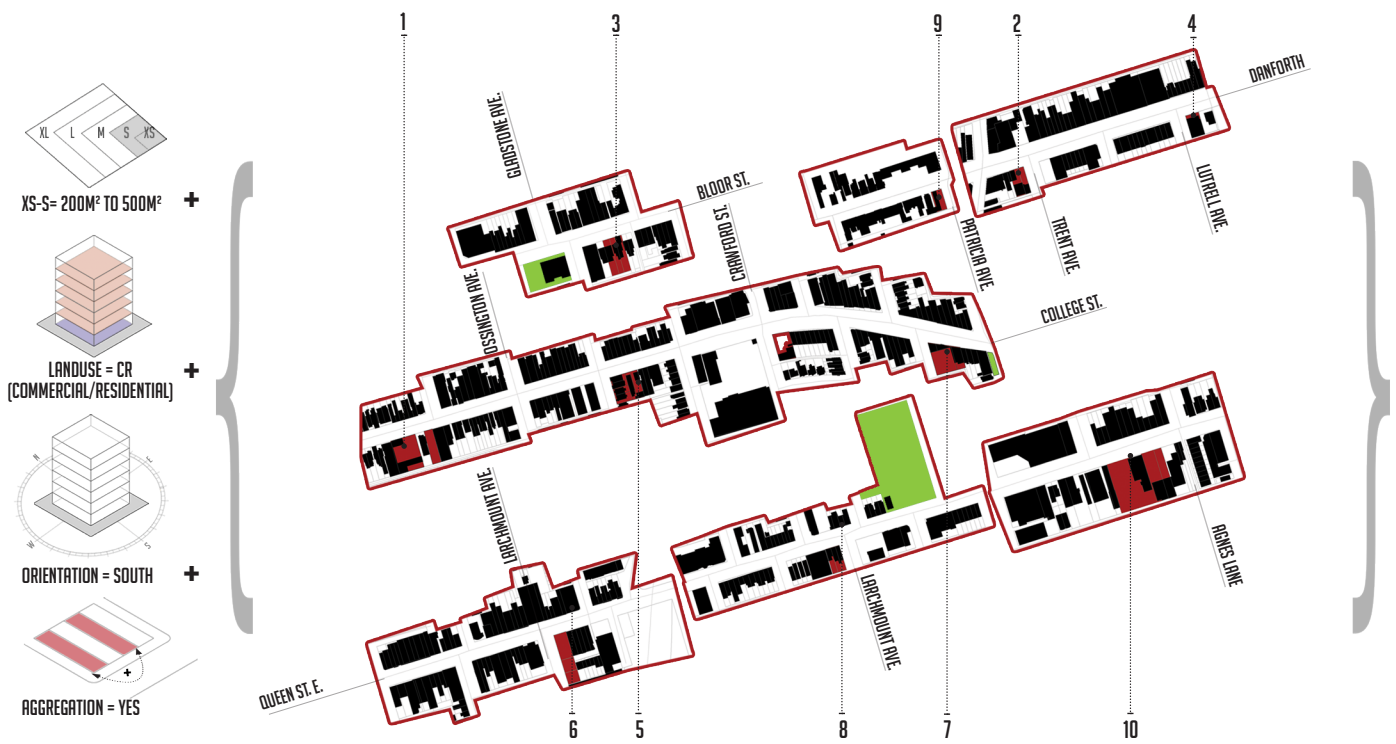 1
3
9
2
4
XL
L
M
S
XS
XS-S= 200M² TO 500M²
+
LANDUSE = CR
(COMMERCIAL/RESIDENTIAL)
+
N
E
W
S
ORIENTATION = SOUTH
+
+
AGGREGATION = YES
GLADSTONE AVE.
BLOOR ST.
DANFORTH
LUTRELL AVE.
TRENT AVE
PATRICIA AVE
CRAWFORD ST.
OSSINGTON AVE.
COLLEGE ST.
LARCHMOUNT AVE.
LARCHMOUNT AVE
AGNES LANE
QUEEN ST. E.
6
5
8
7
10